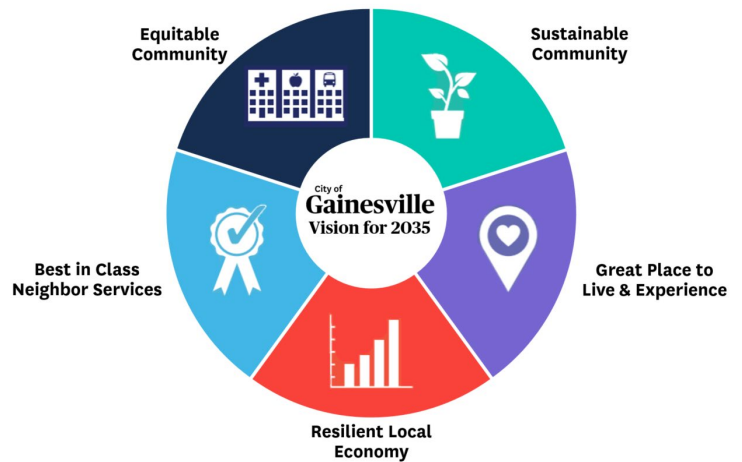 Equitable
Community
Sustainable
Community
City of
Gainesville
Vision for 2035
Best in Class
Neighbor Services
Great Place to
Live & Experience
Resilient Local
Economy